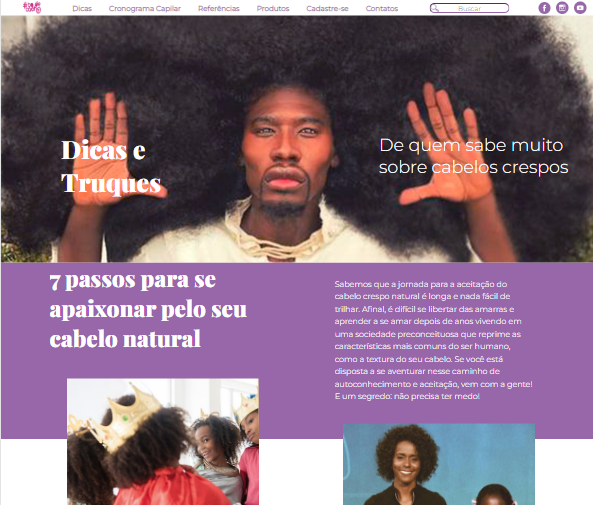 Dicas Cronograma Capilar Referências Produtos Cadastre-se Contatos Buscar
Dicas e
Truques
De quem sabe muito
sobre cabelos crespos
7 passos para se
apaixonar pelo seu
cabelo natural
Sabemos que a jornada para a aceitação do
cabelo crespo natural é longa e nada fácil de
trilhar. Afinal, é difícil se libertar das amarras e
aprender a se amar depois de anos vivendo em
uma sociedade preconceituosa que reprime as
características mais comuns do ser humano,
como a textura do seu cabelo. Se você está
disposta a se aventurar nesse caminho de
autoconhecimento e aceitação, vem com a gente!
E um segredo: não precisa ter medo!